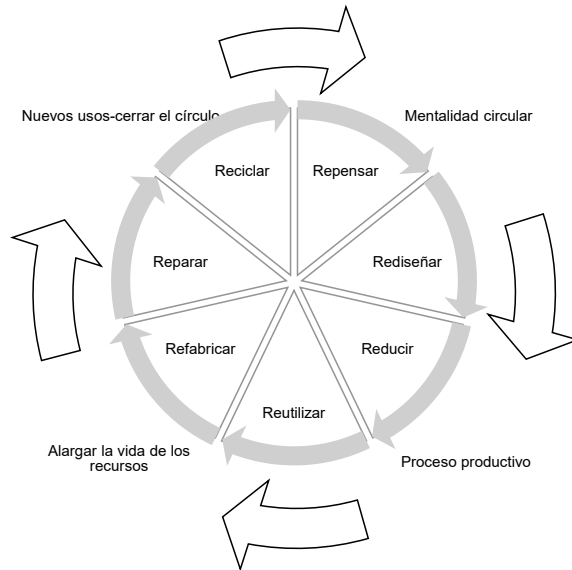 Nuevos usos-cerrar el círculo
Mentalidad circular
Reciclar
Repensar
Reparar
Rediseñar
Refabricar
Reducir
Reutilizar
Alargar la vida de los
recursos
Proceso productivo